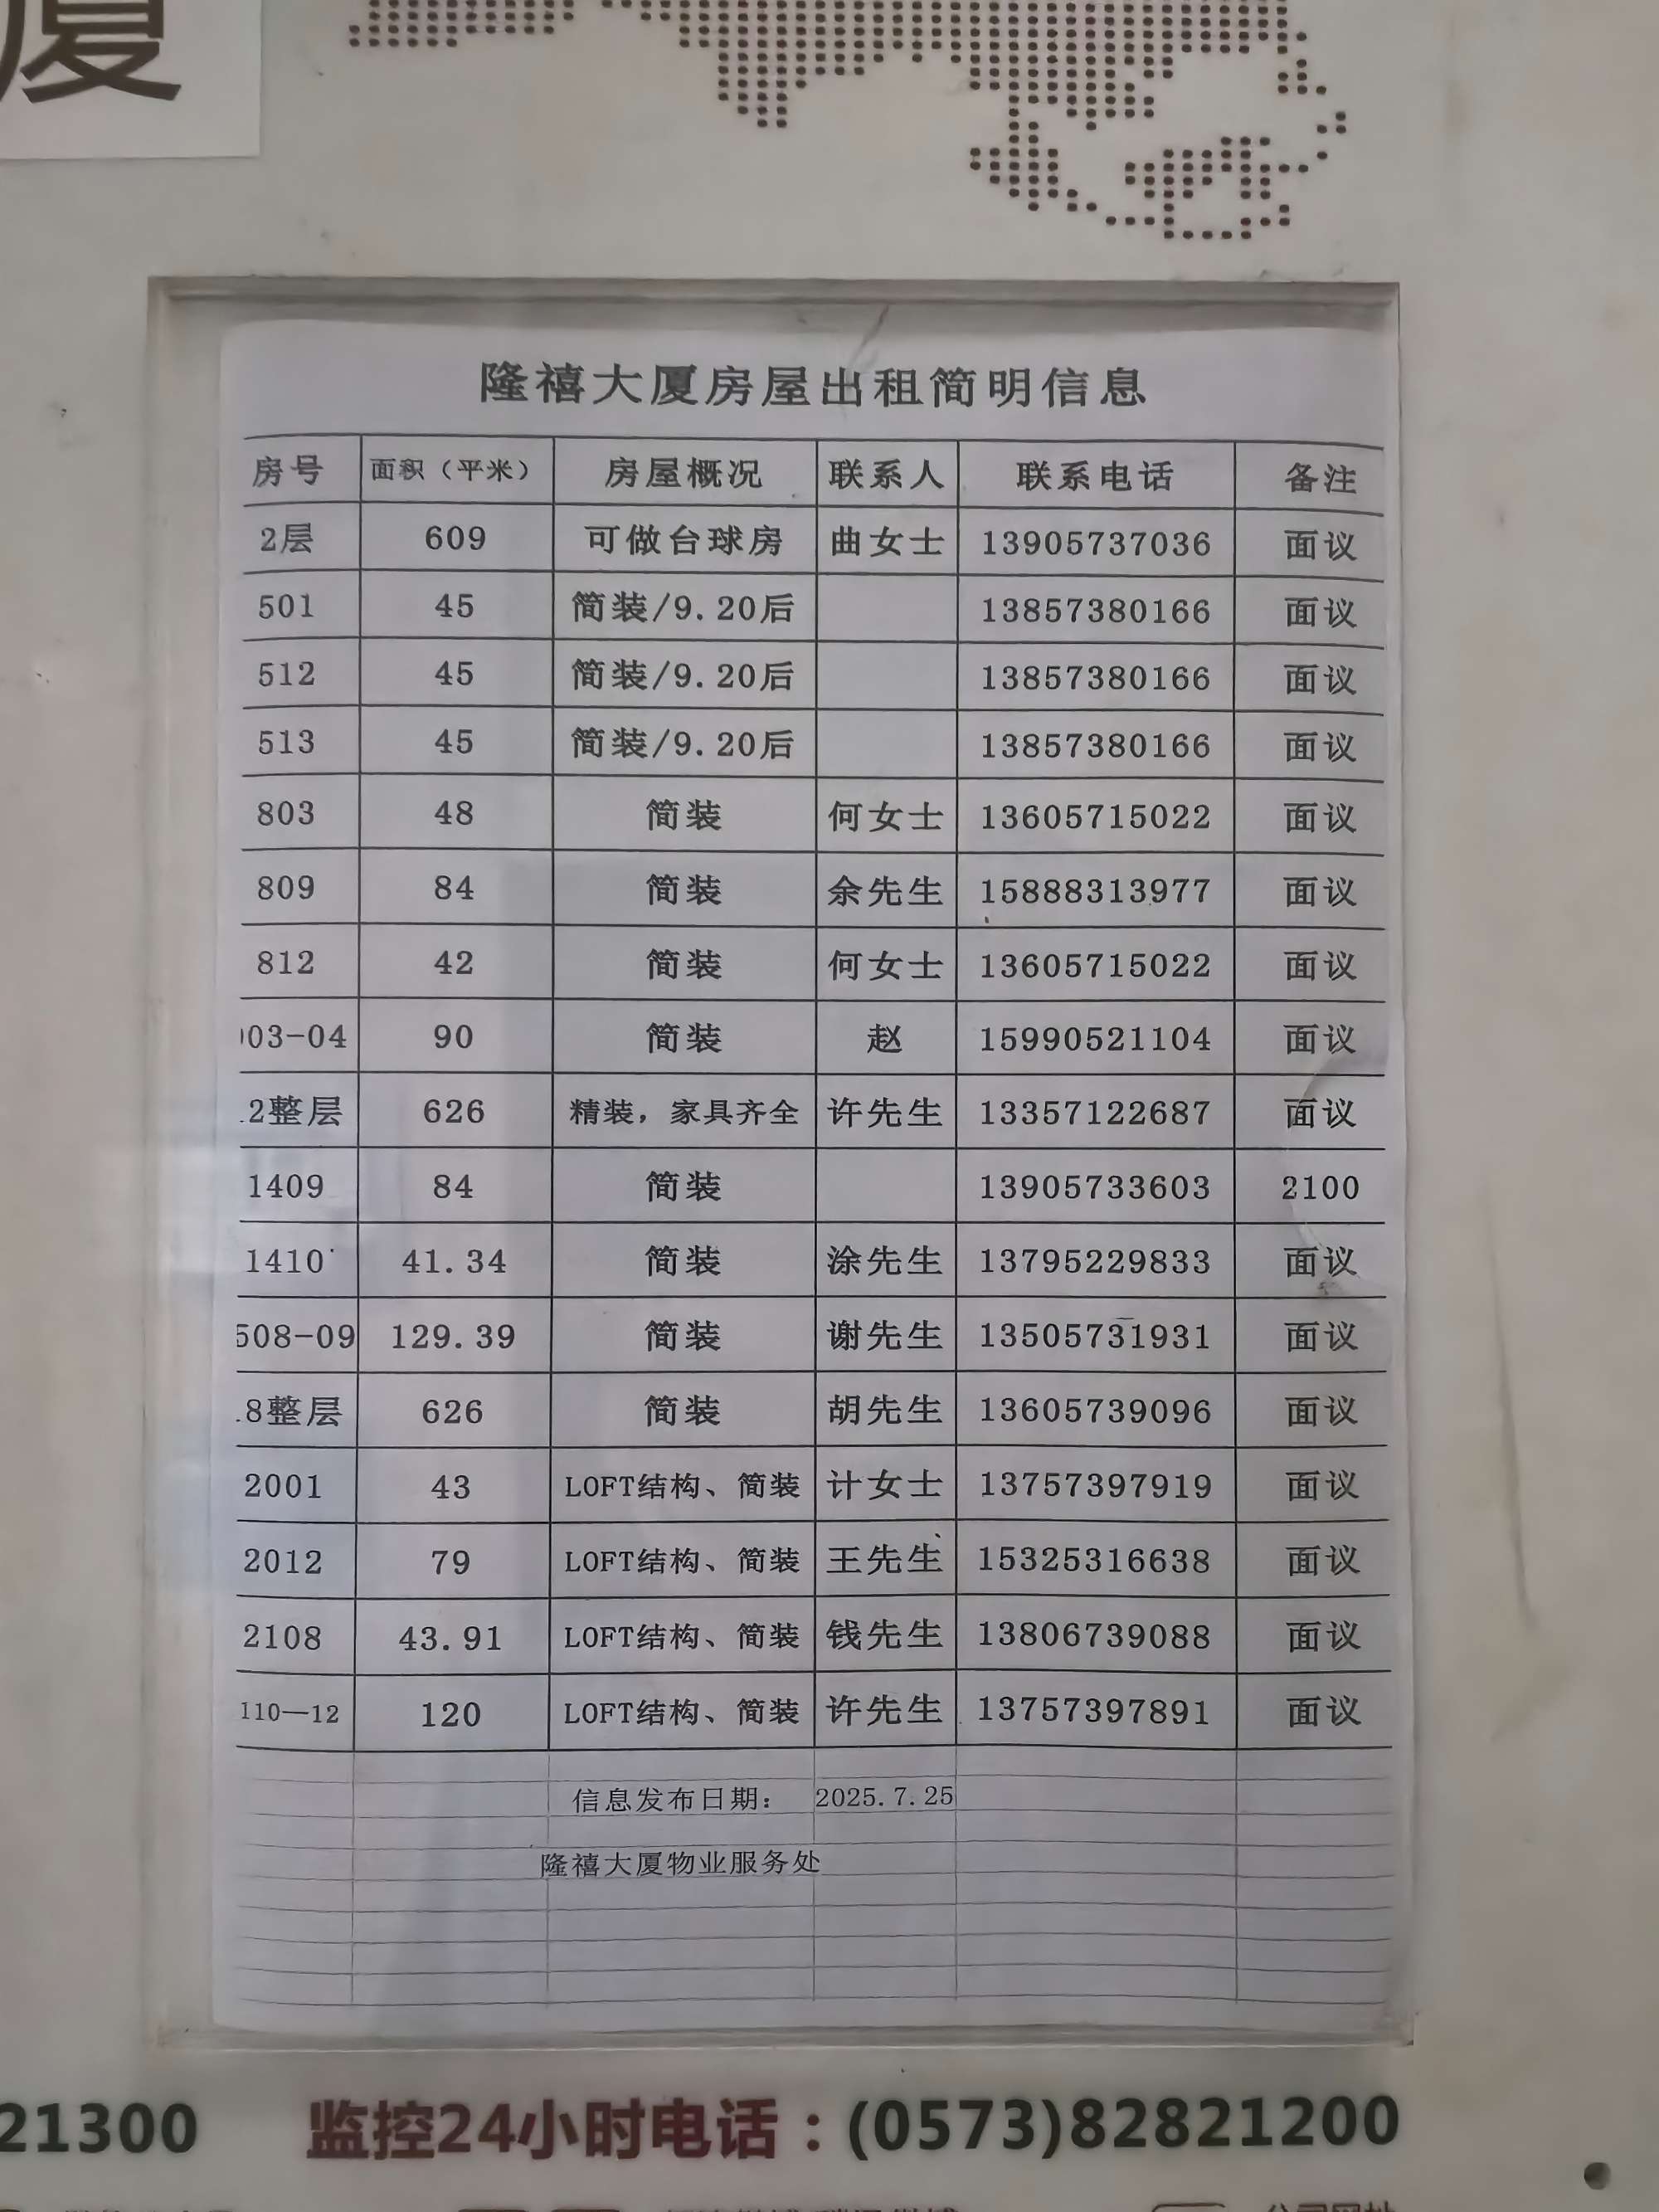 厦
隆禧大厦房屋出租简明信息
房号 面积（平米） 房屋概况 联系人 联系电话 备注
2层 609 可做台球房 曲女士 13905737036 面议
501 45 简装/9.20后 13857380166 面议
512 45 简装/9.20后 13857380166 面议
513 45 简装/9.20后 13857380166 面议
803 48 简装 何女士 13605715022 面议
809 84 简装 余先生 15888313977 面议
812 42 简装 何女士 13605715022 面议
03-04 90 简装 赵 15990521104 面议
2整层 626 精装，家具齐全 许先生 13357122687 面议
1409 84 简装 13905733603 2100
1410 41.34 简装 涂先生 13795229833 面议
508-09 129.39 简装 谢先生 13505731931 面议
8整层 626 简装 胡先生 13605739096 面议
2001 43 LOFT结构、简装 计女士 13757397919 面议
2012 79 LOFT结构、简装 王先生 15325316638 面议
2108 43.91 LOFT结构、简装 钱先生 13806739088 面议
110—12 120 LOFT结构、简装 许先生 13757397891 面议
信息发布日期： 2025.7.25
隆禧大厦物业服务处
21300 监控24小时电话：(0573)82821200